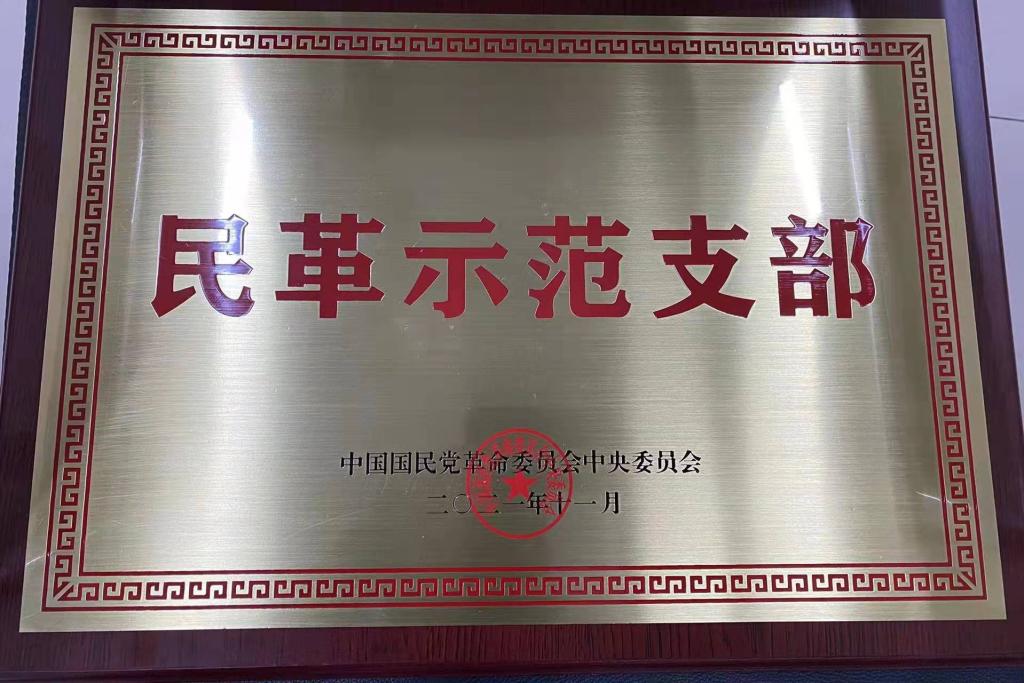 民革示范支部
中国国民党革命委员会中央委员会
二〇二一年十一月